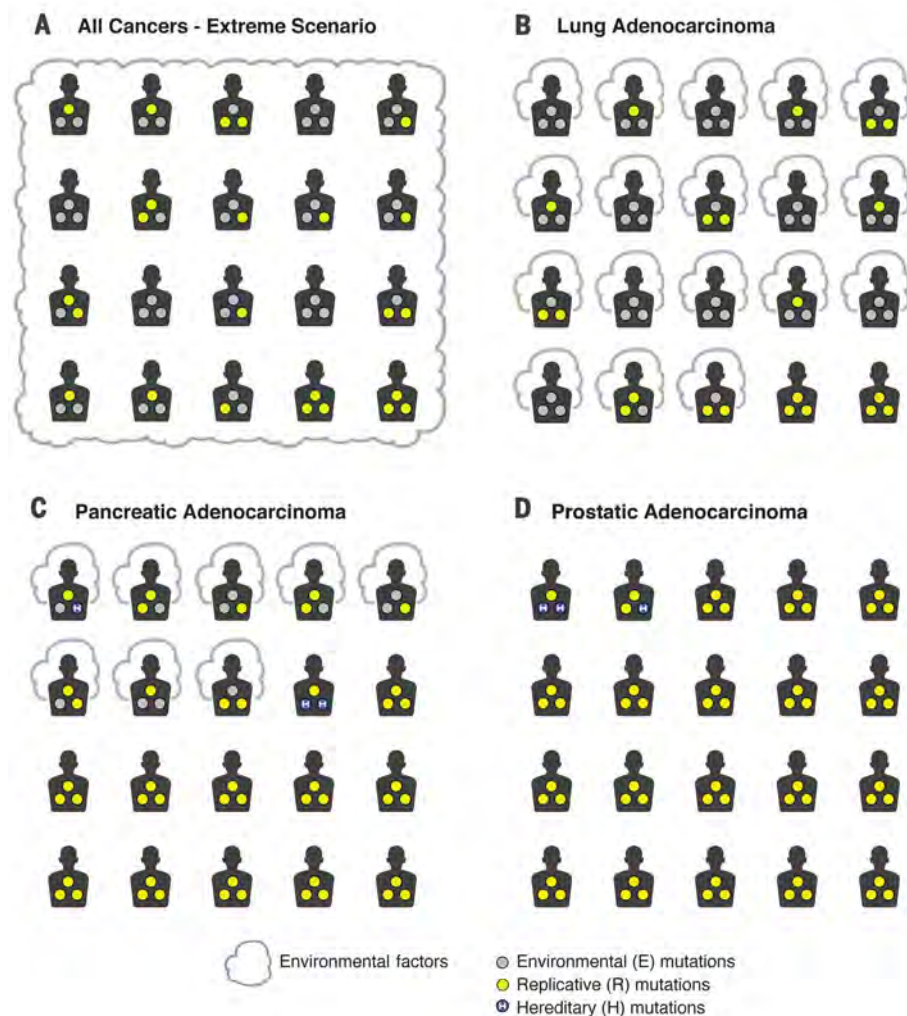 A All Cancers - Extreme Scenario
B Lung Adenocarcinoma
C Pancreatic Adenocarcinoma
D Prostatic Adenocarcinoma
H
H H
H H
H
Environmental factors
Environmental (E) mutations
Replicative (R) mutations
H Hereditary (H) mutations